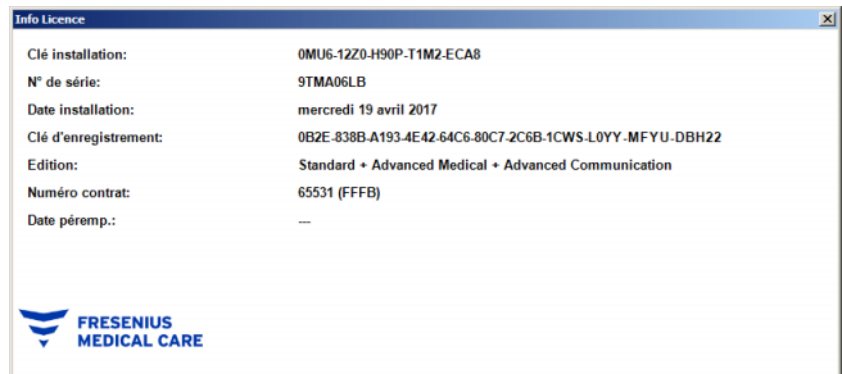 Info Licence
Clé installation: 0MU6-12Z0-H90P-T1M2-ECA8
N° de série: 9TMA06LB
Date installation: mercredi 19 avril 2017
Clé d'enregistrement: 0B2E-838B-A193-4E42-64C6-80C7-2C6B-1CWS-L0YY-MFYU-DBH22
Edition: Standard + Advanced Medical + Advanced Communication
Numéro contrat: 65531 (FFFB)
Date péremp.: ---
FRESENIUS
MEDICAL CARE